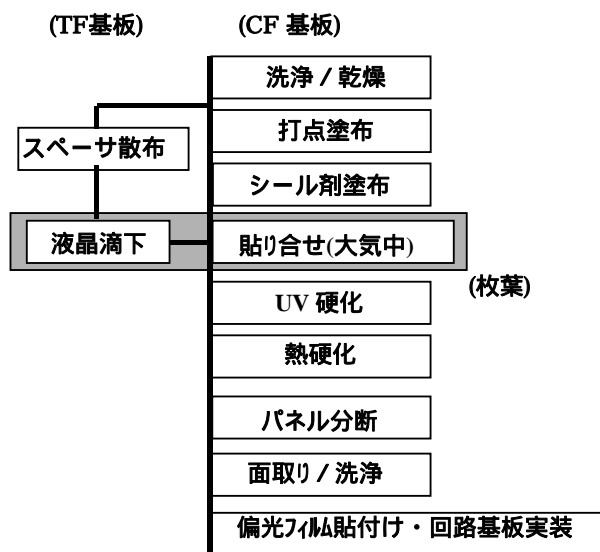 (TF基板) (CF 基板)
洗浄 / 乾燥
打点塗布
スペーサ散布
シール剤塗布
液晶滴下 貼り合せ(大気中)
(枚葉)
UV 硬化
熱硬化
パネル分断
面取り / 洗浄
偏光フィルム貼付け・回路基板実装